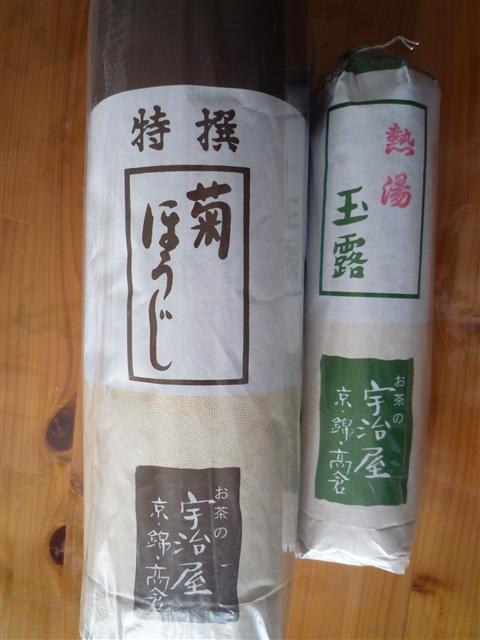 特撰
菊
ほうじ
お茶の
宇治屋
京・錦・高倉
熱湯
玉露
お茶の
宇治屋
京・錦・高倉